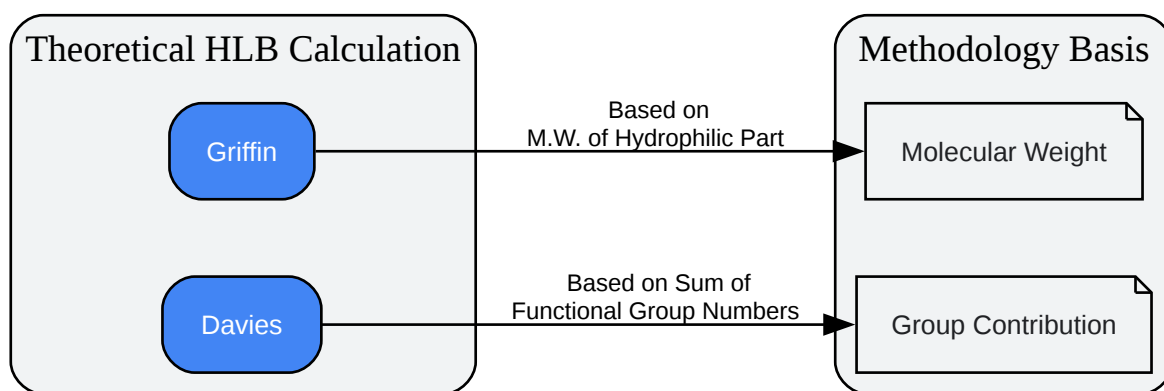 Theoretical HLB Calculation
Methodology Basis
Griffin
Based on
M.W. of Hydrophilic Part
Molecular Weight
Davies
Based on Sum of
Functional Group Numbers
Group Contribution